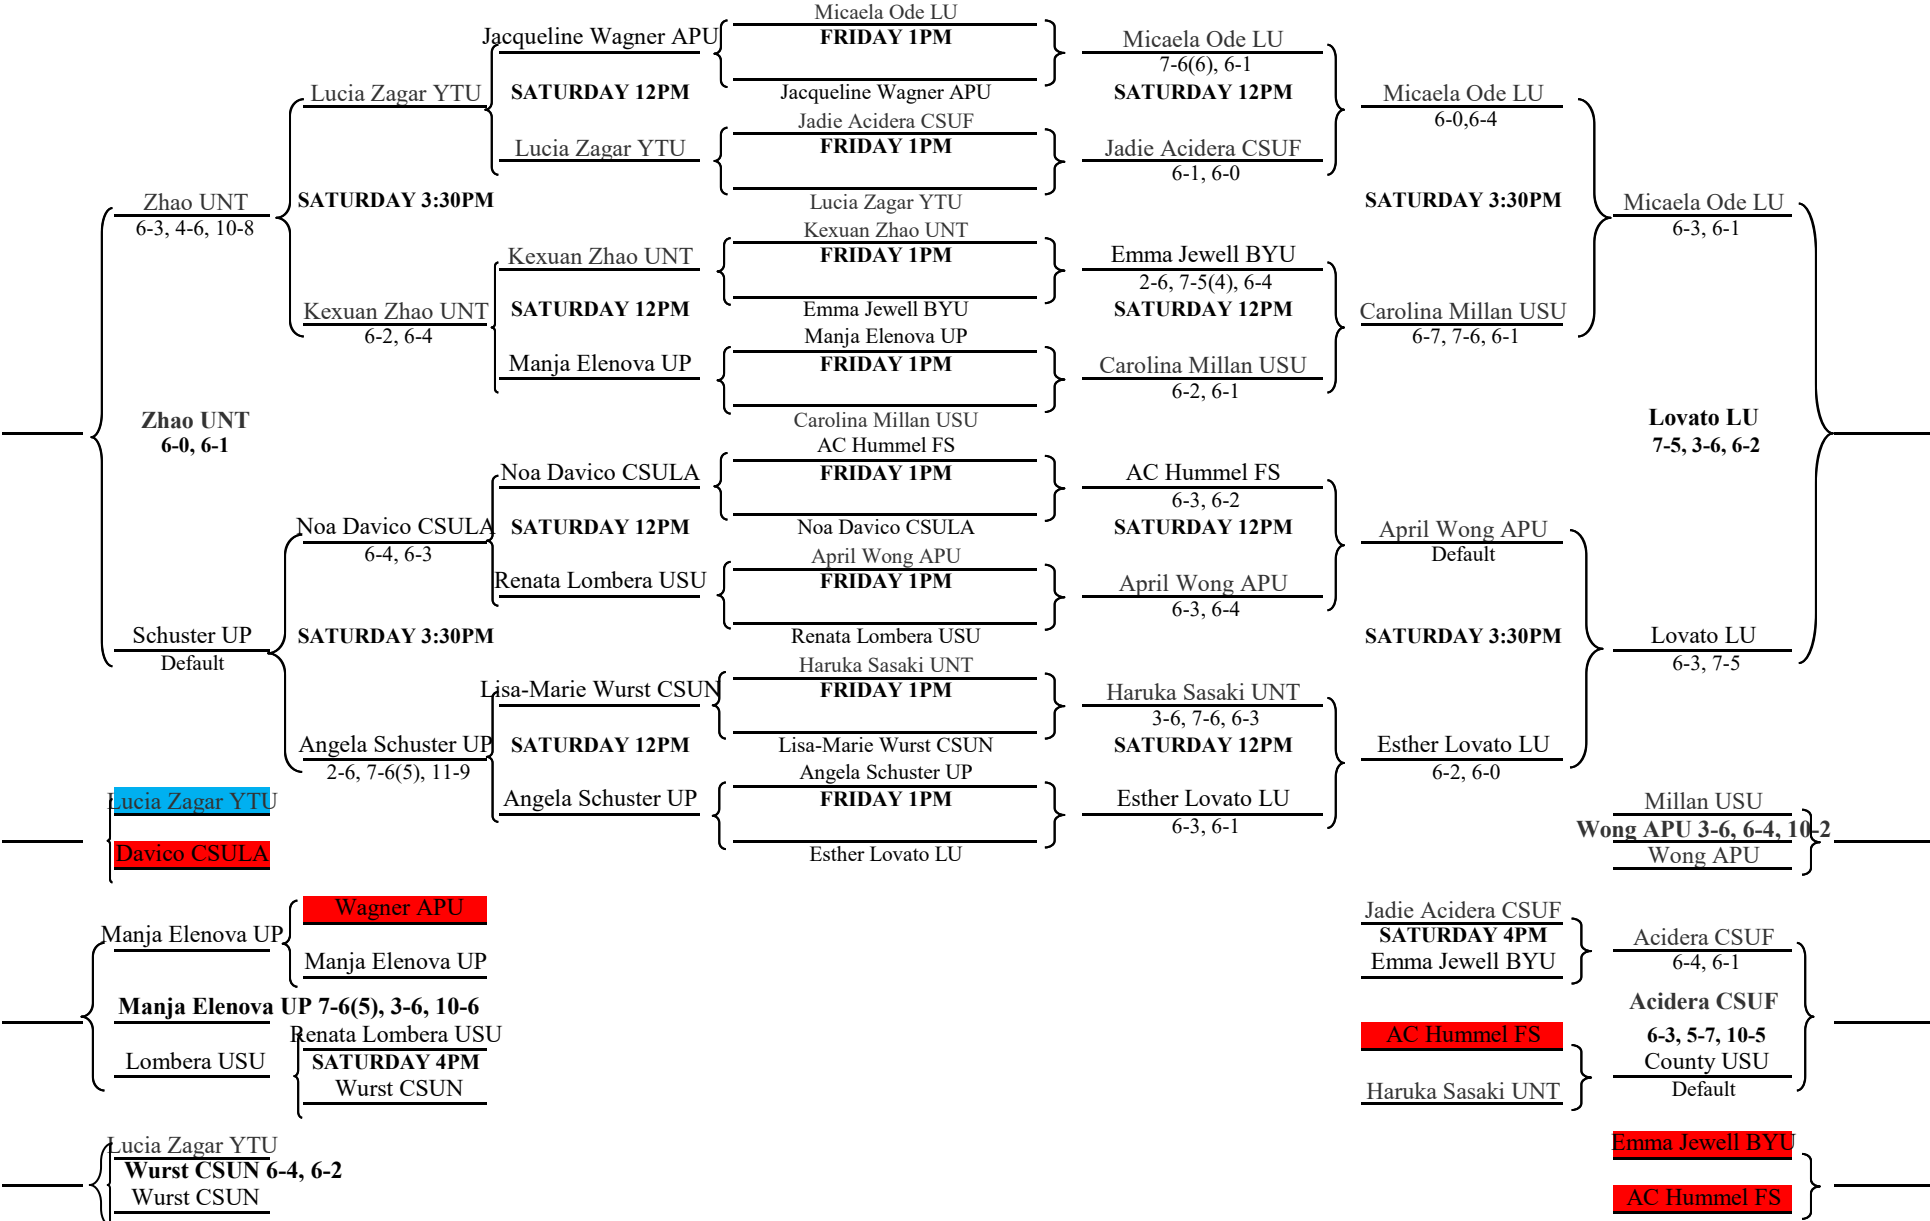 Micaela Ode LU
Jacqueline Wagner APU
FRIDAY 1PM
Micaela Ode LU
7-6(6), 6-1
Lucia Zagar YTU
SATURDAY 12PM
Jacqueline Wagner APU
SATURDAY 12PM
Micaela Ode LU
6-0,6-4
Jadie Acidera CSUF
Lucia Zagar YTU
FRIDAY 1PM
Jadie Acidera CSUF
6-1, 6-0
Zhao UNT
6-3, 4-6, 10-8
SATURDAY 3:30PM
Lucia Zagar YTU
SATURDAY 3:30PM
Micaela Ode LU
6-3, 6-1
Kexuan Zhao UNT
Kexuan Zhao UNT
FRIDAY 1PM
Emma Jewell BYU
2-6, 7-5(4), 6-4
Kexuan Zhao UNT
6-2, 6-4
SATURDAY 12PM
Emma Jewell BYU
SATURDAY 12PM
Carolina Millan USU
6-7, 7-6, 6-1
Manja Elenova UP
Manja Elenova UP
FRIDAY 1PM
Carolina Millan USU
6-2, 6-1
Zhao UNT
6-0, 6-1
Carolina Millan USU
Lovato LU
7-5, 3-6, 6-2
AC Hummel FS
Noa Davico CSULA
FRIDAY 1PM
AC Hummel FS
6-3, 6-2
Noa Davico CSULA
6-4, 6-3
SATURDAY 12PM
Noa Davico CSULA
SATURDAY 12PM
April Wong APU
Default
April Wong APU
Renata Lombera USU
FRIDAY 1PM
April Wong APU
6-3, 6-4
Schuster UP
Default
SATURDAY 3:30PM
Renata Lombera USU
SATURDAY 3:30PM
Lovato LU
6-3, 7-5
Haruka Sasaki UNT
Lisa-Marie Wurst CSUN
FRIDAY 1PM
Haruka Sasaki UNT
3-6, 7-6, 6-3
Angela Schuster UP
2-6, 7-6(5), 11-9
SATURDAY 12PM
Lisa-Marie Wurst CSUN
SATURDAY 12PM
Esther Lovato LU
6-2, 6-0
Angela Schuster UP
Angela Schuster UP
FRIDAY 1PM
Esther Lovato LU
6-3, 6-1
Esther Lovato LU
Lucia Zagar YTU
Davico CSULA
Millan USU
Wong APU 3-6, 6-4, 10-2
Wong APU
Wagner APU
Manja Elenova UP
Manja Elenova UP
Manja Elenova UP 7-6(5), 3-6, 10-6
Renata Lombera USU
Lombera USU
SATURDAY 4PM
Wurst CSUN
Jadie Acidera CSUF
SATURDAY 4PM
Emma Jewell BYU
Acidera CSUF
6-4, 6-1
Acidera CSUF
6-3, 5-7, 10-5
AC Hummel FS
County USU
Default
Haruka Sasaki UNT
Lucia Zagar YTU
Wurst CSUN 6-4, 6-2
Wurst CSUN
Emma Jewell BYU
AC Hummel FS